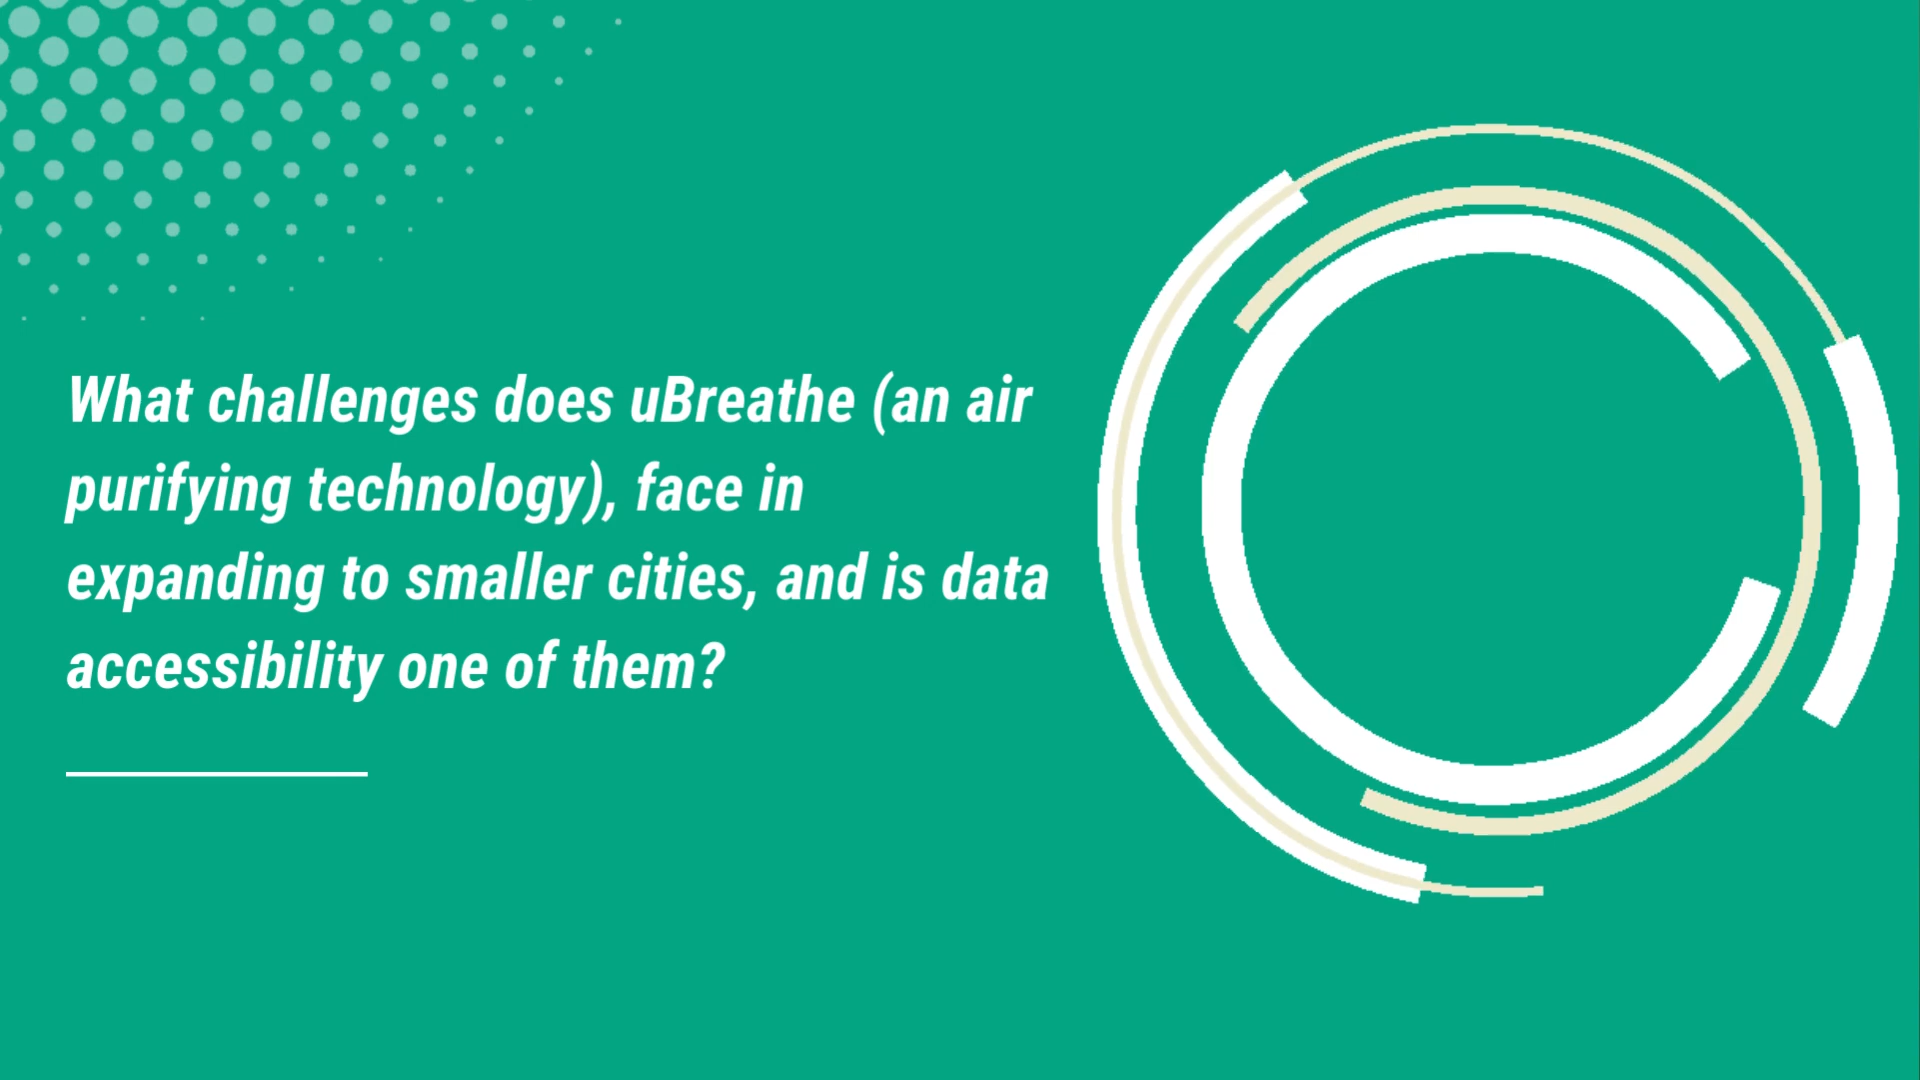 What challenges does uBreathe (an air
purifying technology), face in
expanding to smaller cities, and is data
accessibility one of them?